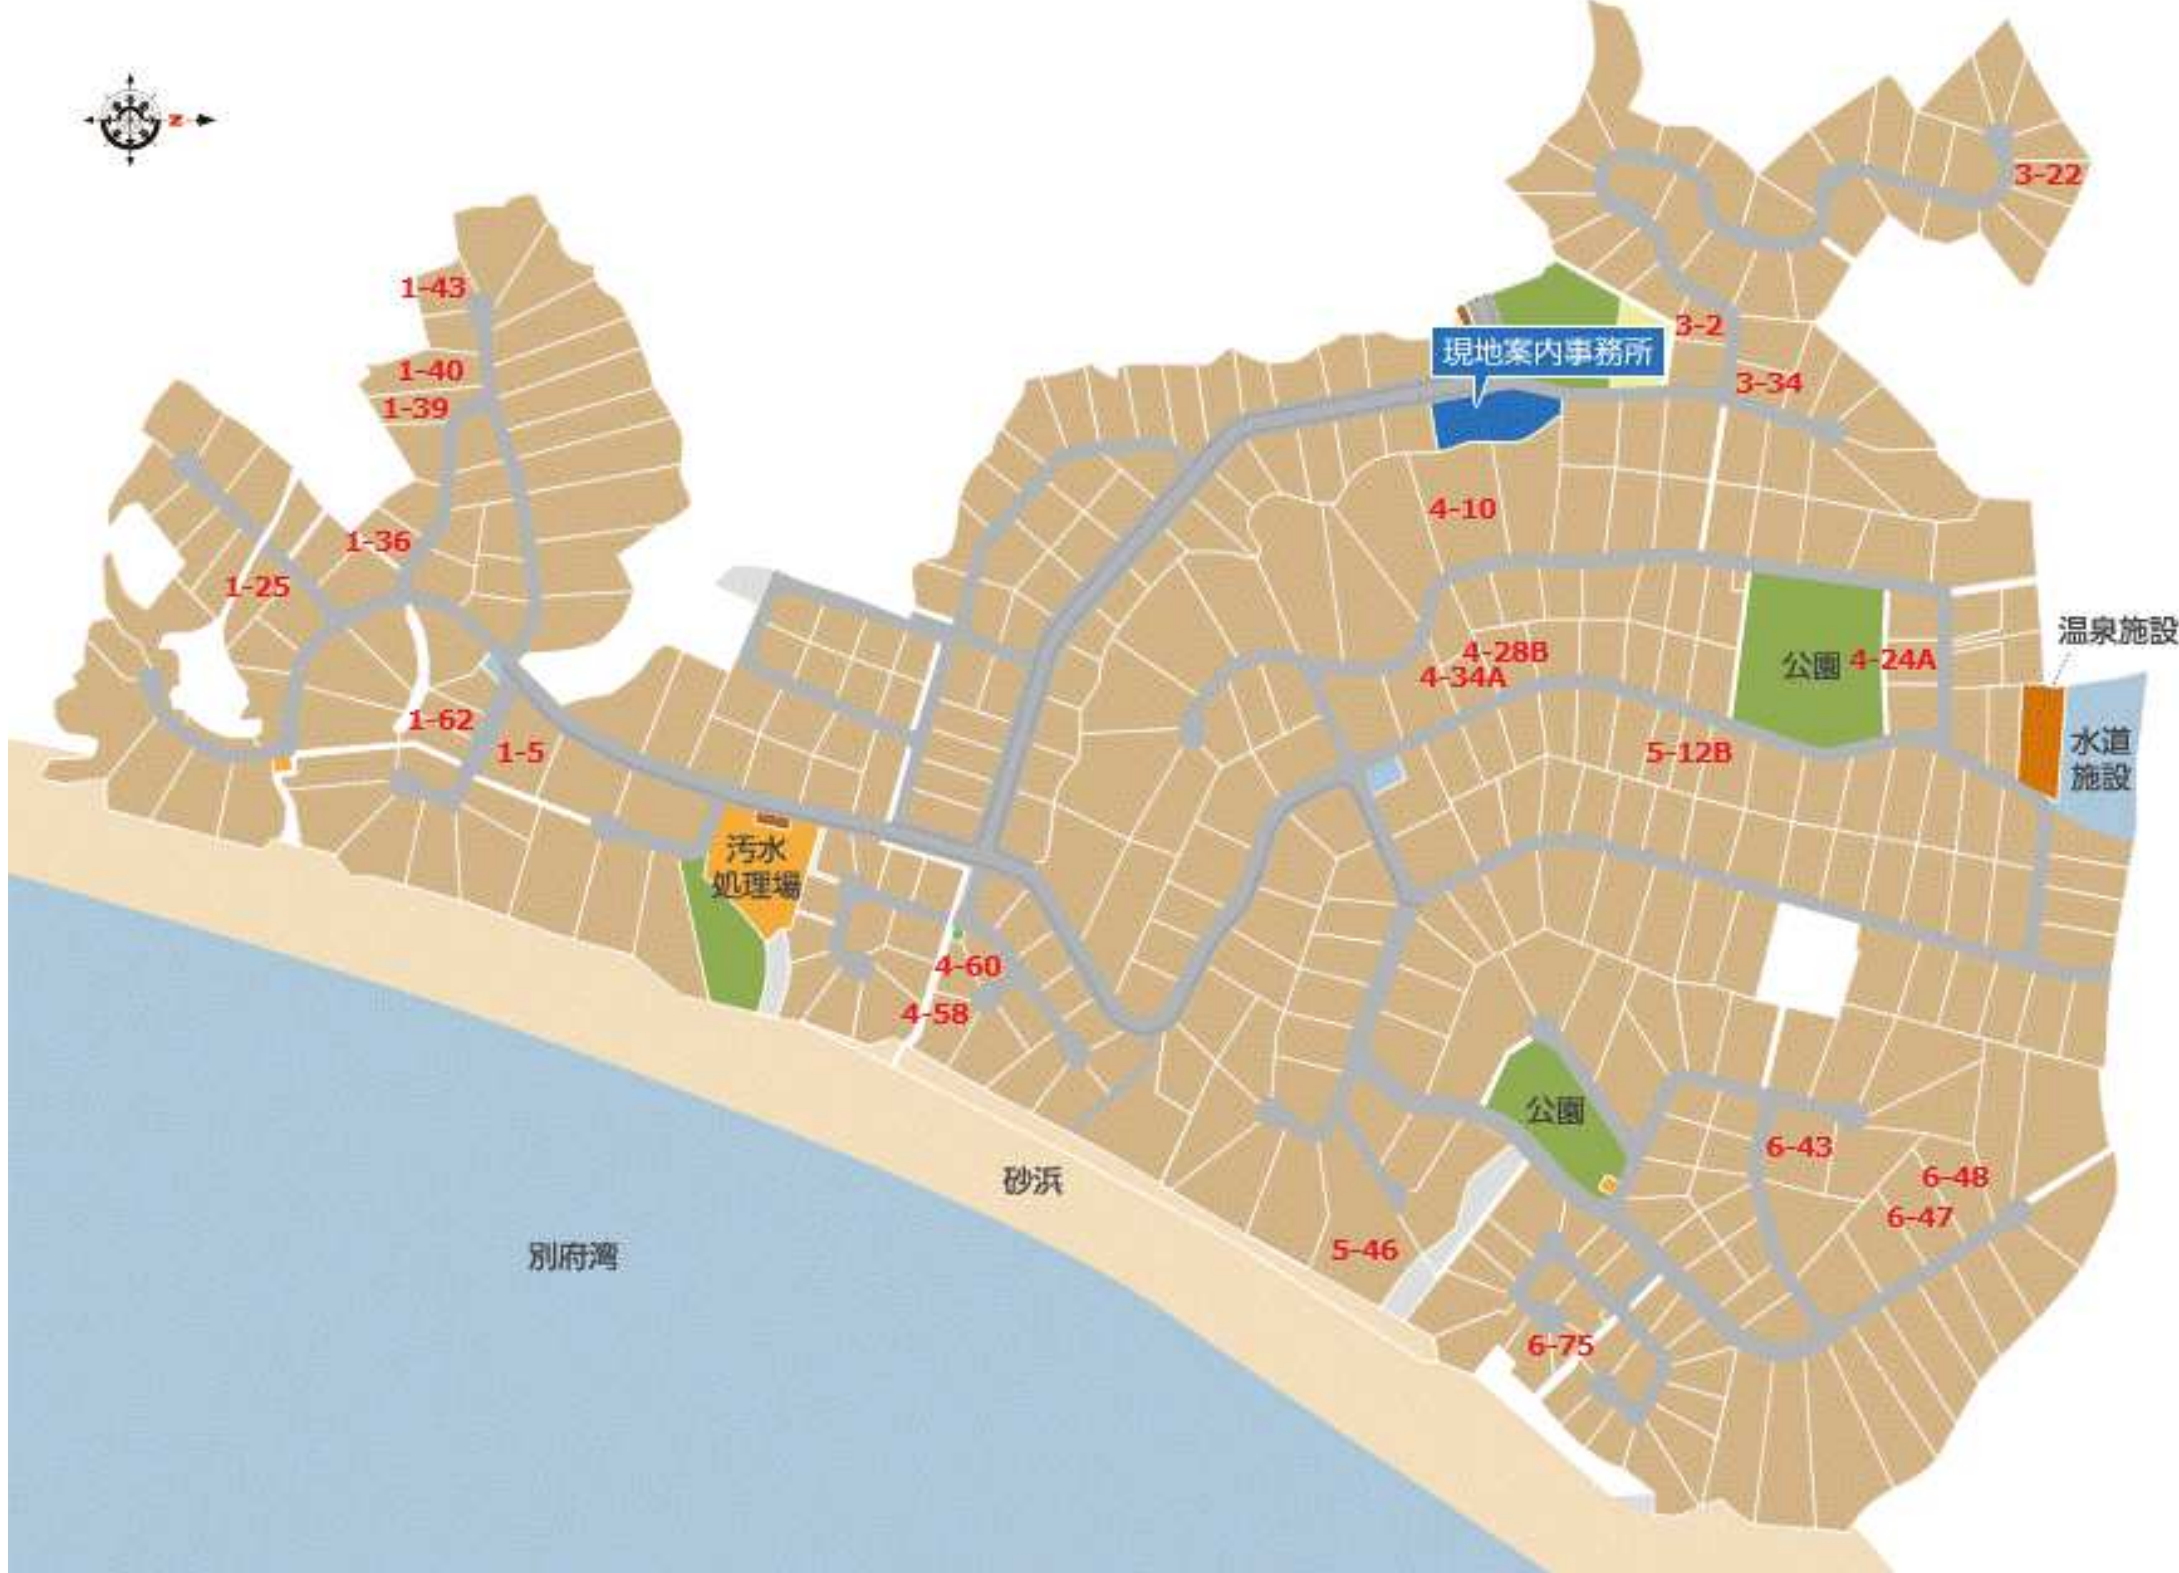 N
3-22
1-43
3-2
現地案内事務所
1-40
3-34
1-39
4-10
1-36
1-25
温泉施設
4-28B
公園
4-24A
4-34A
1-62
1-5
5-12B
水道
施設
汚水
処理場
4-60
4-58
公園
6-43
砂浜
6-48
6-47
別府湾
5-46
6-75